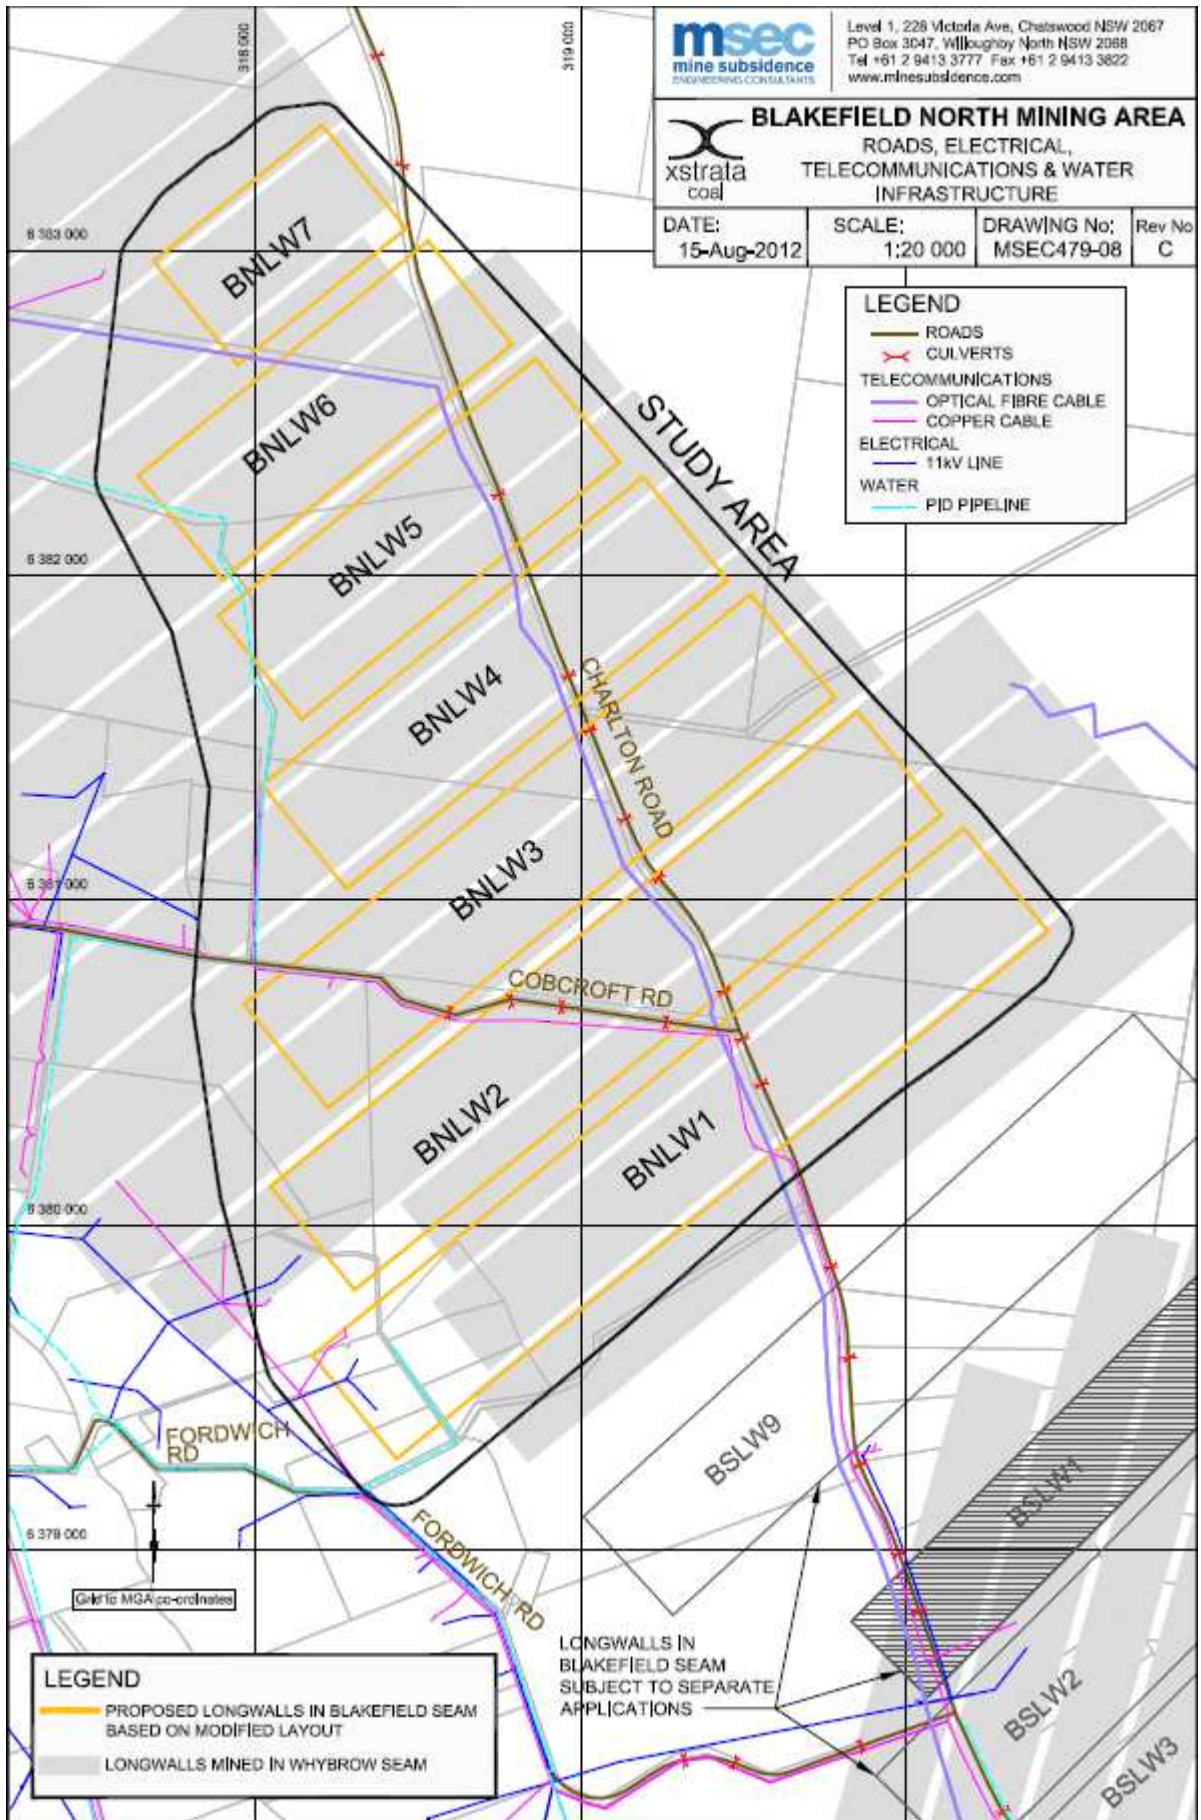 msec
mine subsidence
ENGINEERING CONSULTANTS
Level 1, 228 Victoria Ave, Chatswood NSW 2067
PO Box 3047, Willoughby North NSW 2068
Tel +61 2 9413 3777 Fax +61 2 9413 3822
www.minesubsidence.com
xstrata
coal
BLAKEFIELD NORTH MINING AREA
ROADS, ELECTRICAL,
TELECOMMUNICATIONS & WATER
INFRASTRUCTURE
DATE:
15-Aug-2012
SCALE:
1:20 000
DRAWING No:
MSEC479-08
Rev No
C
LEGEND
ROADS
CULVERTS
TELECOMMUNICATIONS
OPTICAL FIBRE CABLE
COPPER CABLE
ELECTRICAL
11kV LINE
WATER
PID PIPELINE
318 000
319 000
6 383 000
6 382 000
6 381 000
6 380 000
6 379 000
STUDY AREA
BNLW7
BNLW6
BNLW5
BNLW4
BNLW3
BNLW2
BNLW1
CHARLTON ROAD
COBCROFT RD
FORDWICH
RD
FORDWICH RD
BSLW9
BSLW1
BSLW2
BSLW3
Grid to MGA co-ordinates
LONGWALLS IN
BLAKEFIELD SEAM
SUBJECT TO SEPARATE
APPLICATIONS
LEGEND
PROPOSED LONGWALLS IN BLAKEFIELD SEAM
BASED ON MODIFIED LAYOUT
LONGWALLS MINED IN WHYBROW SEAM